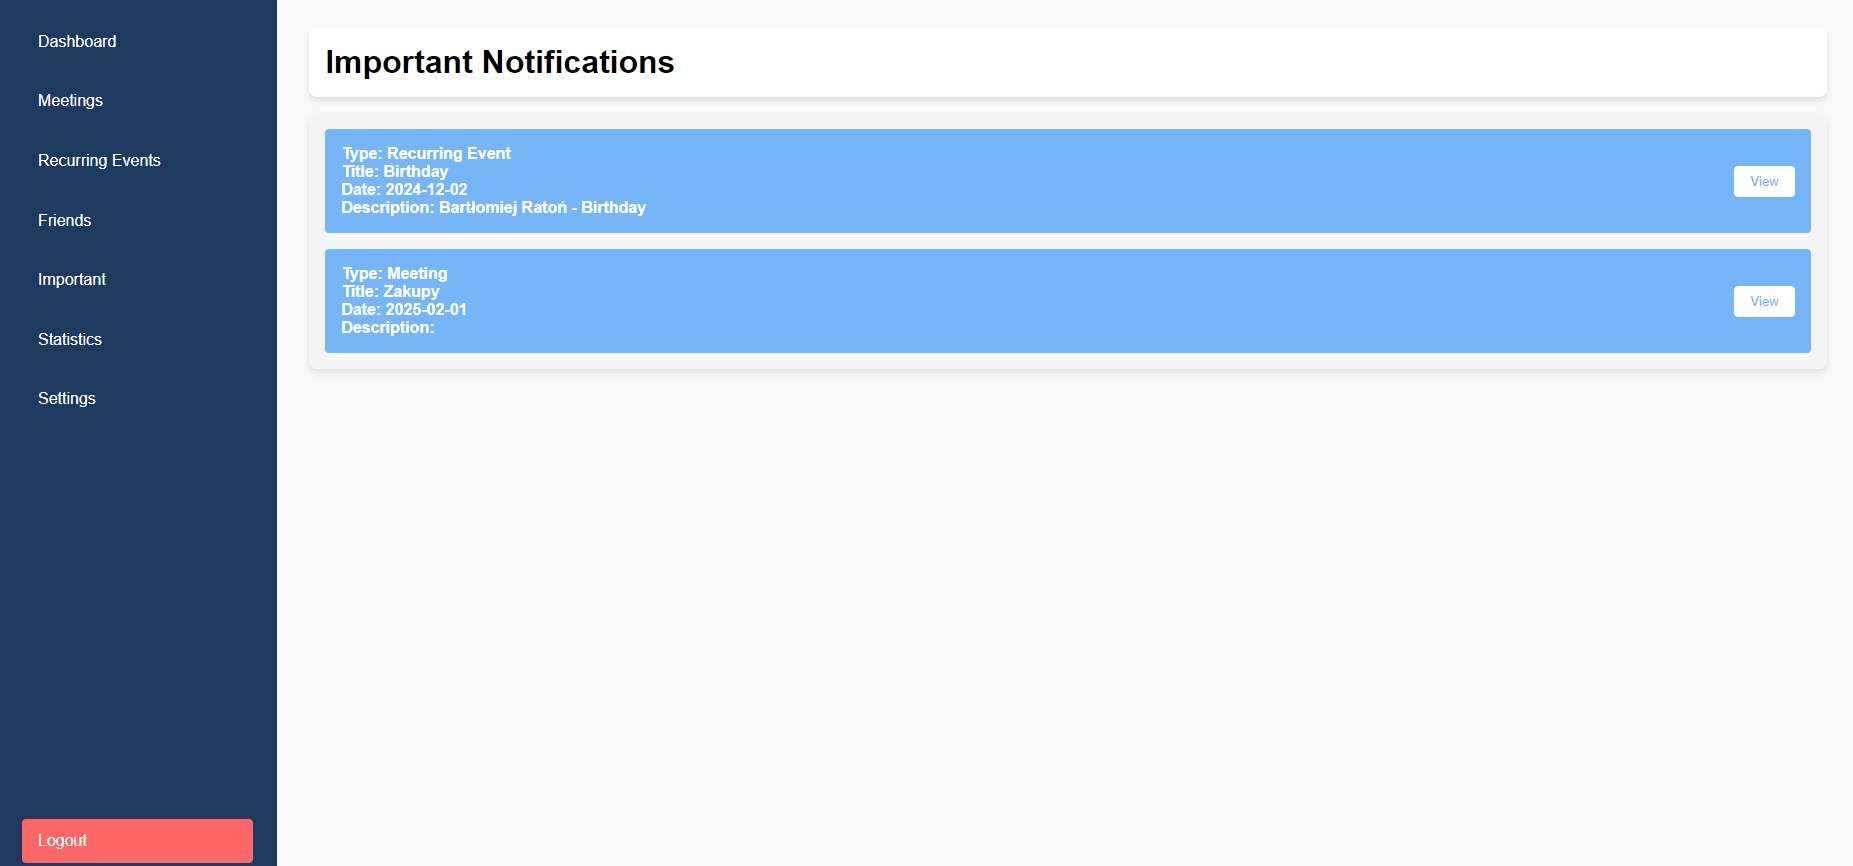 Dashboard
Meetings
Recurring Events
Friends
Important
Statistics
Settings
Logout
Important Notifications
Type: Recurring Event
Title: Birthday
Date: 2024-12-02
Description: Bartłomiej Ratoń - Birthday
View
Type: Meeting
Title: Zakupy
Date: 2025-02-01
Description:
View